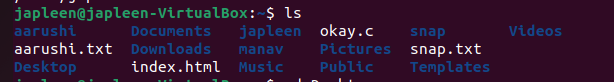 japleen@japleen-VirtualBox:~$ ls
aarushi Documents japleen okay.c snap Videos
aarushi.txt Downloads manav Pictures snap.txt
Desktop index.html Music Public Templates